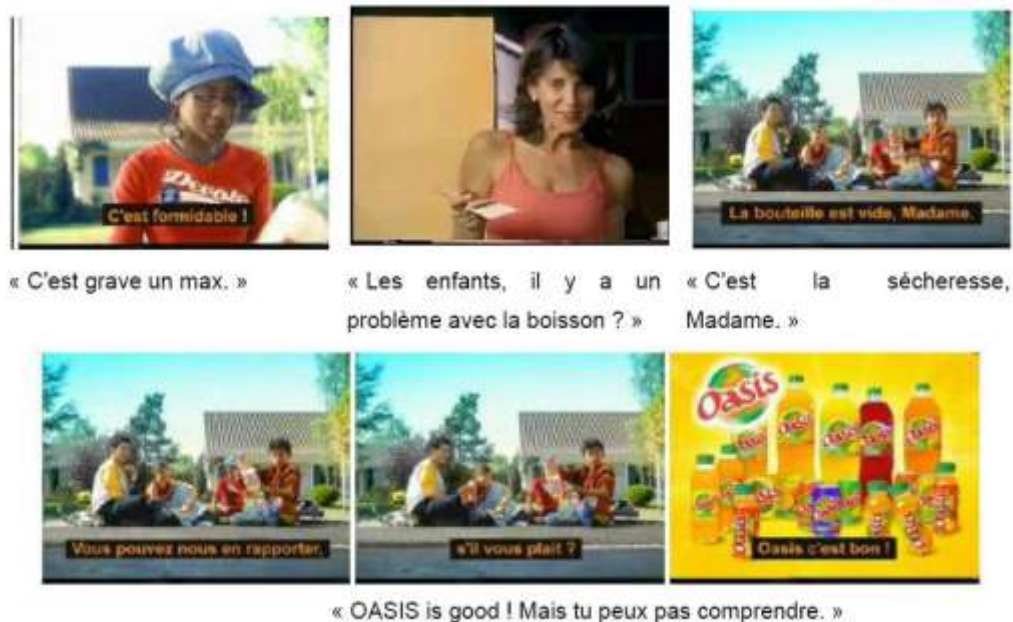 Devoir
C'est formidable !
La bouteille est vide, Madame.
« C'est grave un max. »
« Les enfants, il y a un
problème avec la boisson ? »
« C'est la sécheresse,
Madame. »
Vous pouvez nous en rapporter,
s'il vous plait ?
Oasis
Oasis c'est bon !
« OASIS is good ! Mais tu peux pas comprendre. »